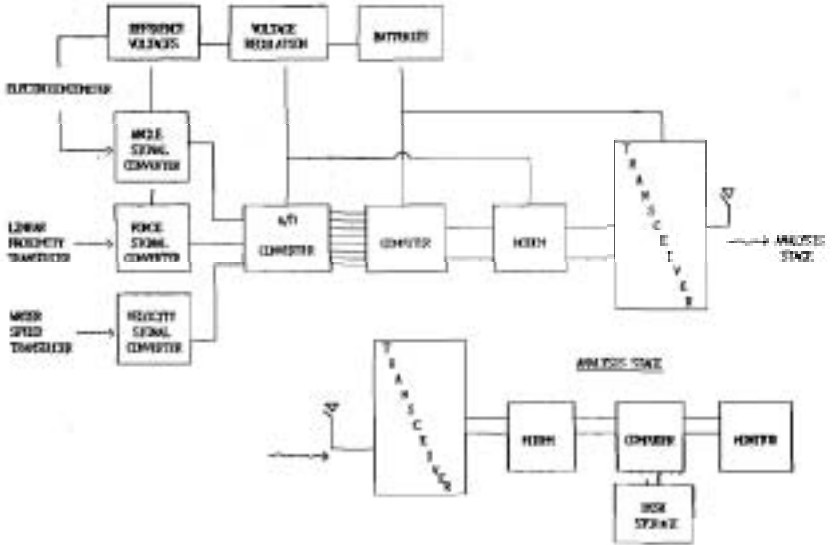 REFERENCE
VOLTAGES
VOLTAGE
REGULATION
BATTERIES
ANGLE
SIGNAL
CONVERTER
LINEAR
PROXIMITY
TRANSDUCER
FORCE
SIGNAL
CONVERTER
A/D
CONVERTER
COMPUTER
MODEM
TRANSCEIVER
ANALYSIS
STAGE
WATER
SPEED
TRANSDUCER
VELOCITY
SIGNAL
CONVERTER
ANALYSIS STAGE
TRANSCEIVER
MODEM
COMPUTER
MONITOR
DISK
STORAGE